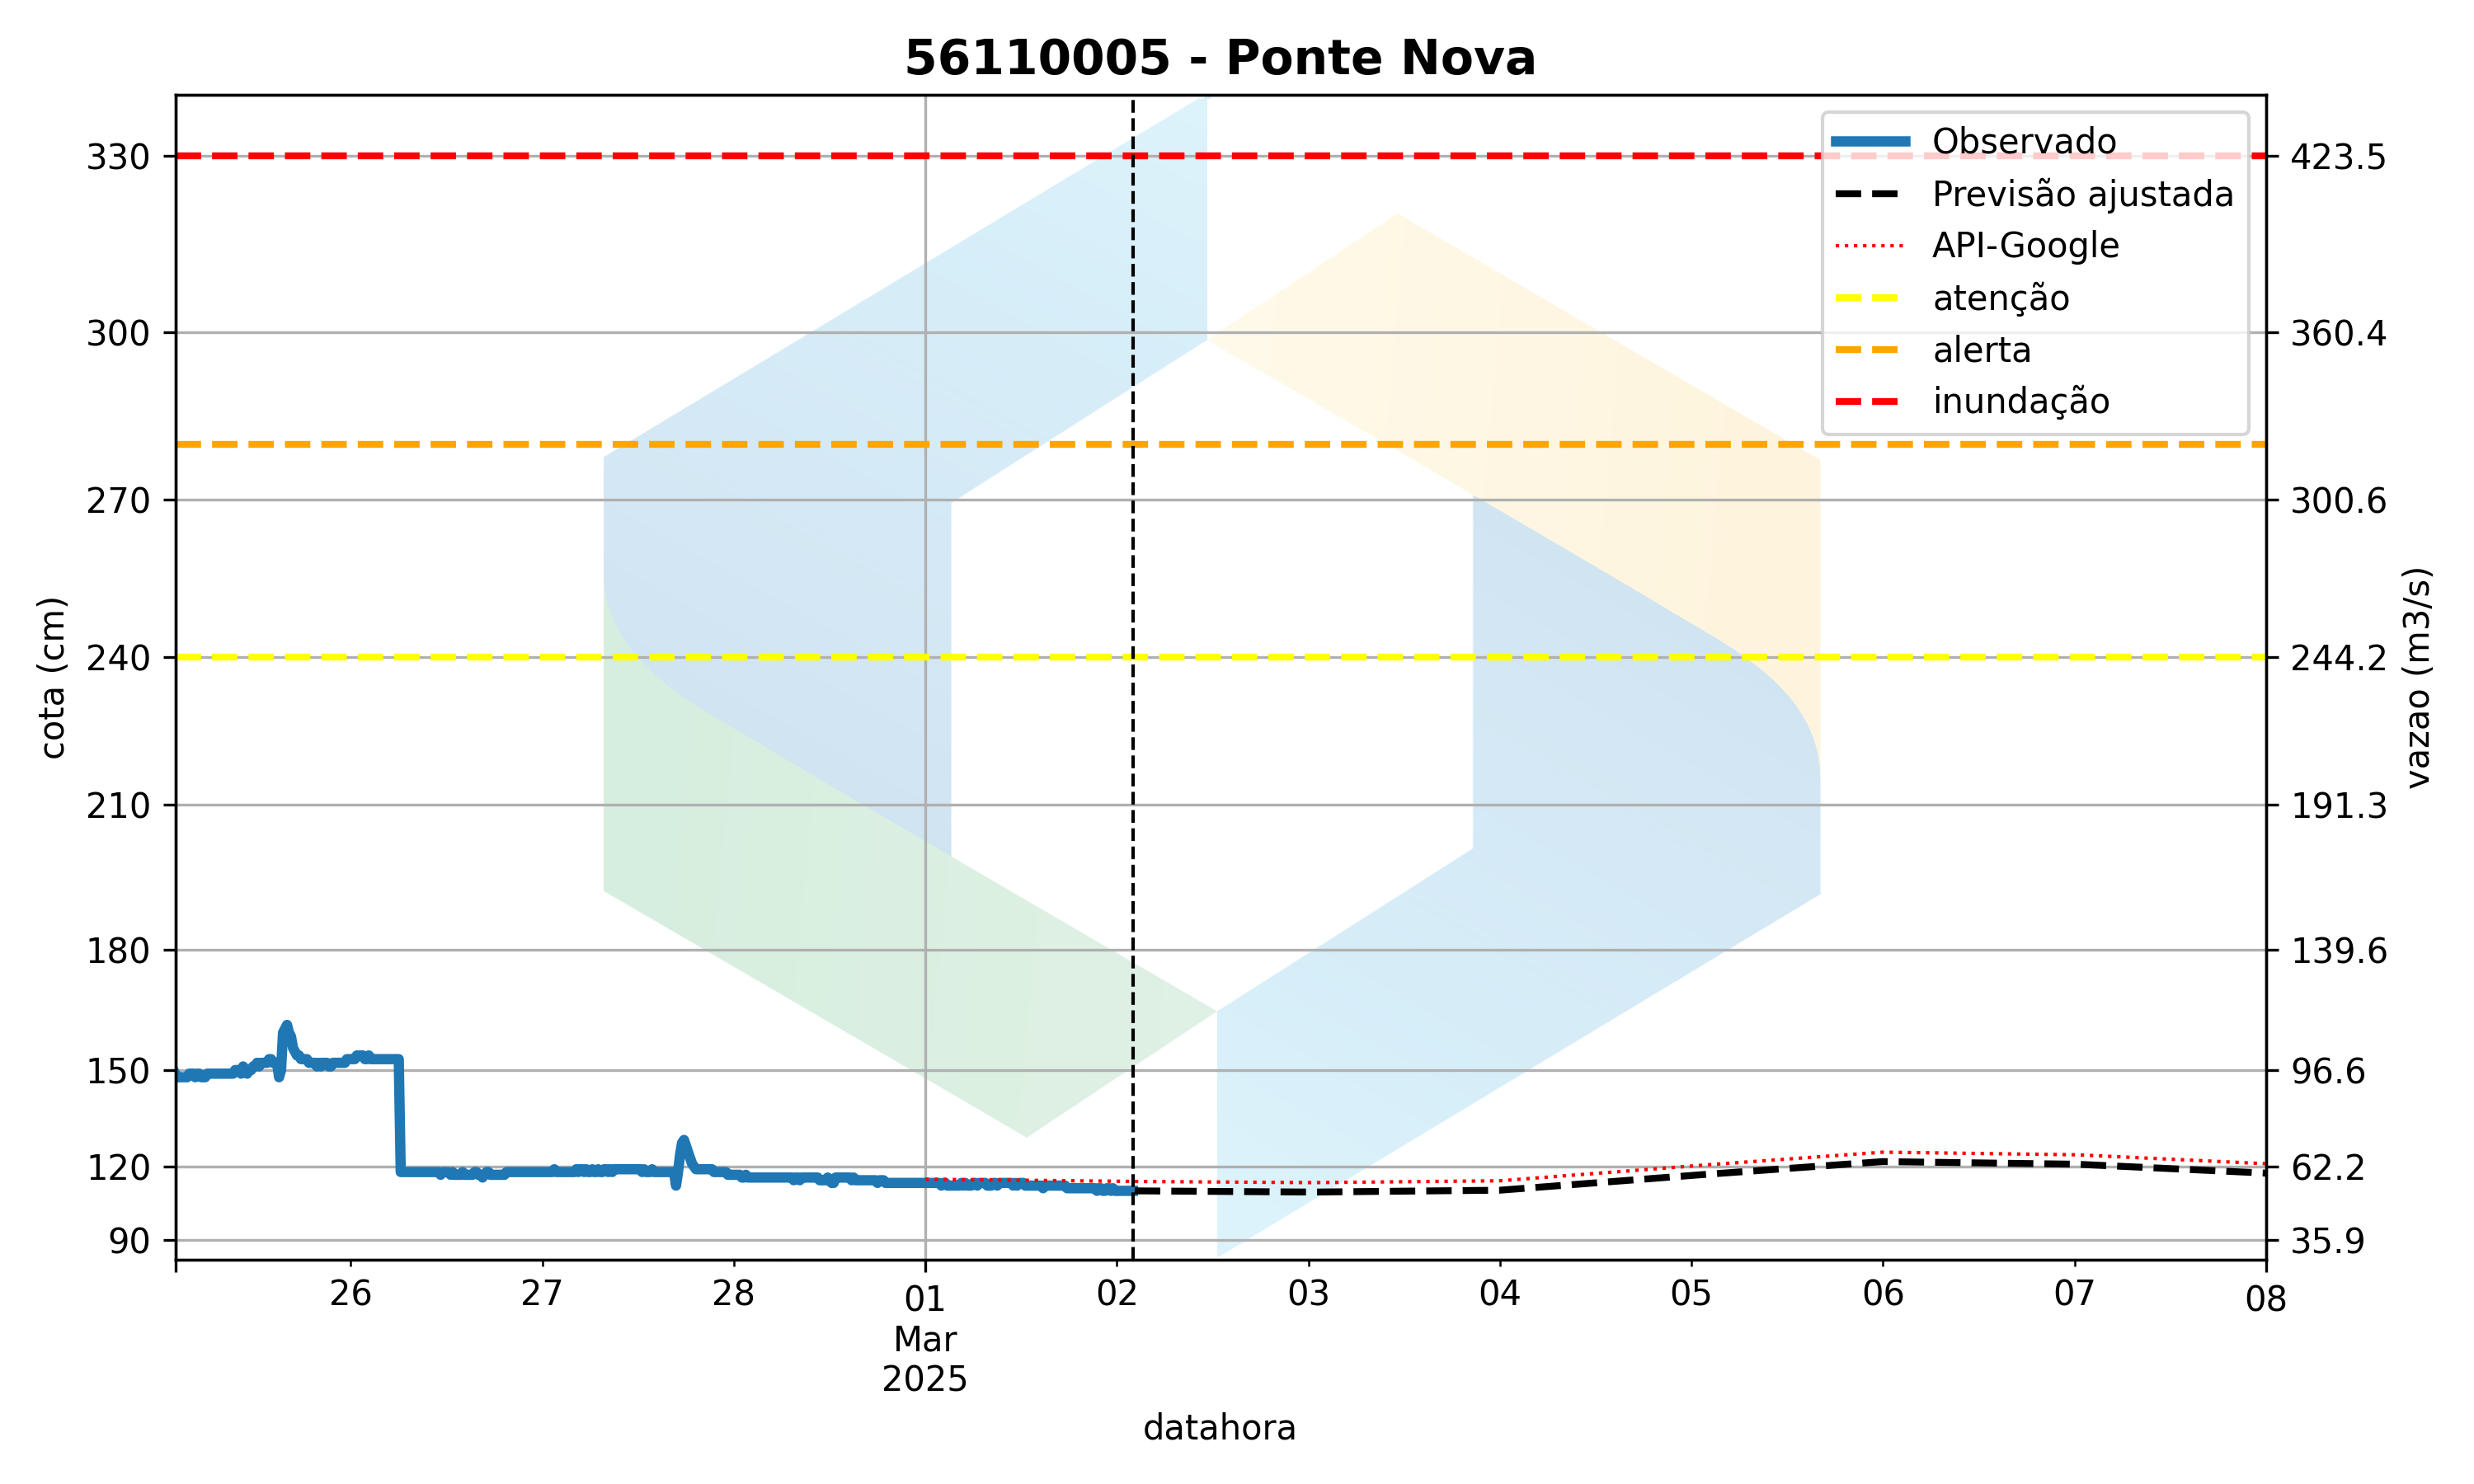 56110005 - Ponte Nova
Observado
Previsão ajustada
API-Google
atenção
alerta
inundação
330
300
270
240
210
180
150
120
90
cota (cm)
423.5
360.4
300.6
244.2
191.3
139.6
96.6
62.2
35.9
vazao (m3/s)
26 27 28 01 02 03 04 05 06 07 08
Mar
2025
datahora